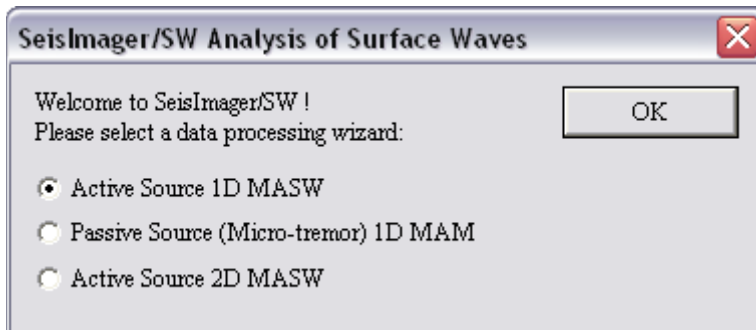 SeisImager/SW Analysis of Surface Waves
Welcome to SeisImager/SW !
Please select a data processing wizard:
OK
Active Source 1D MASW
Passive Source (Micro-tremor) 1D MAM
Active Source 2D MASW